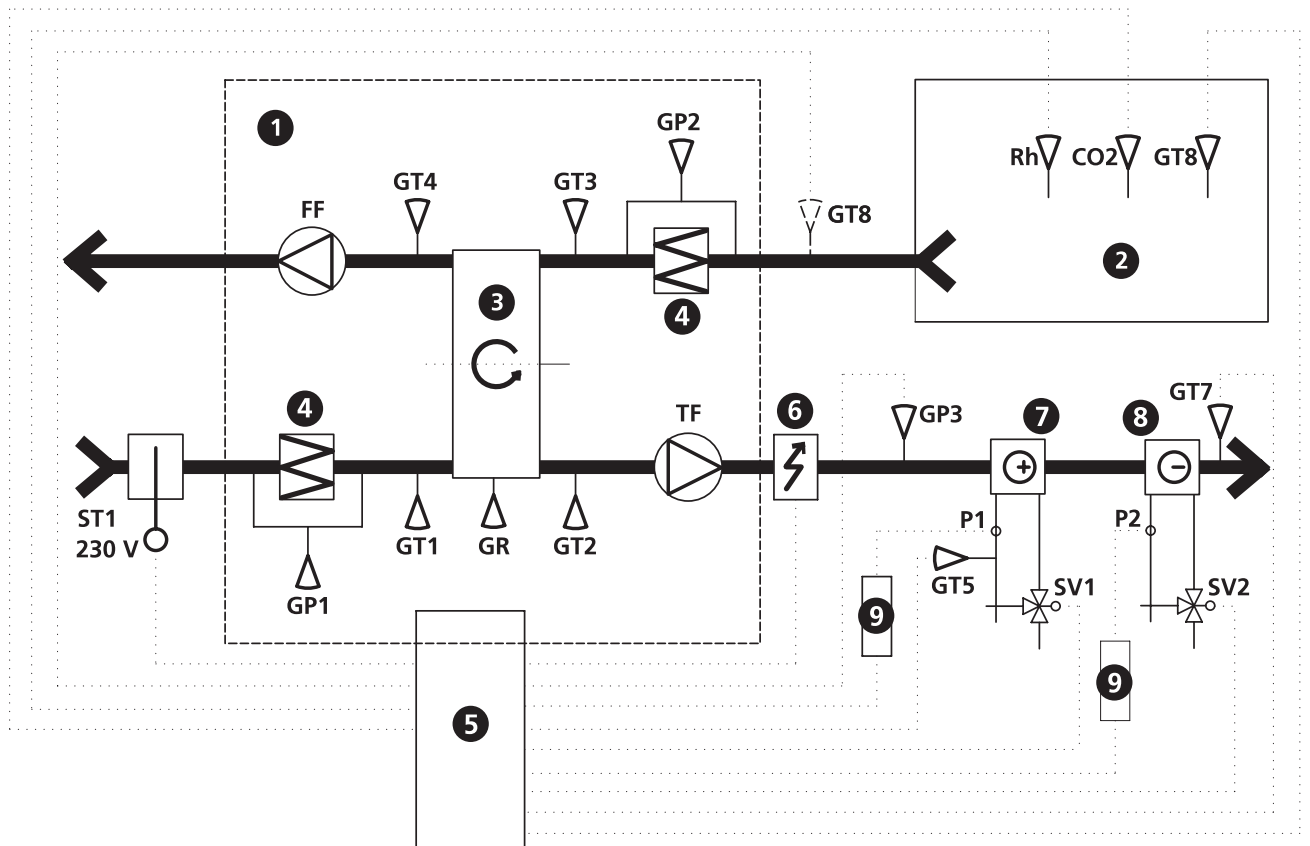 1
GP2
Rh CO2 GT8
GT4 GT3
FF
GT8
2
3
4
4
TF
6
GP3
7
8
GT7
ST1
230 V
GT1 GR GT2
P1
P2
GT5
GP1
SV1
SV2
9
9
5